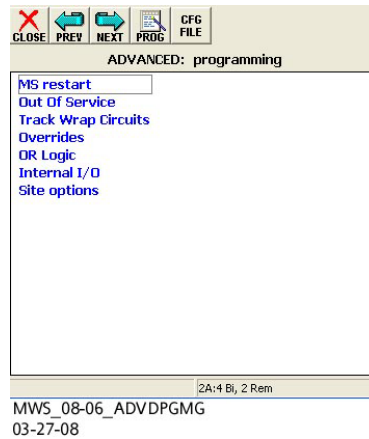 CLOSE PREV NEXT PROG CFG FILE
ADVANCED: programming
MS restart
Out Of Service
Track Wrap Circuits
Overrides
OR Logic
Internal I/O
Site options
2A:4 Bi, 2 Rem
MWS_08-06_ADVDPGMG
03-27-08